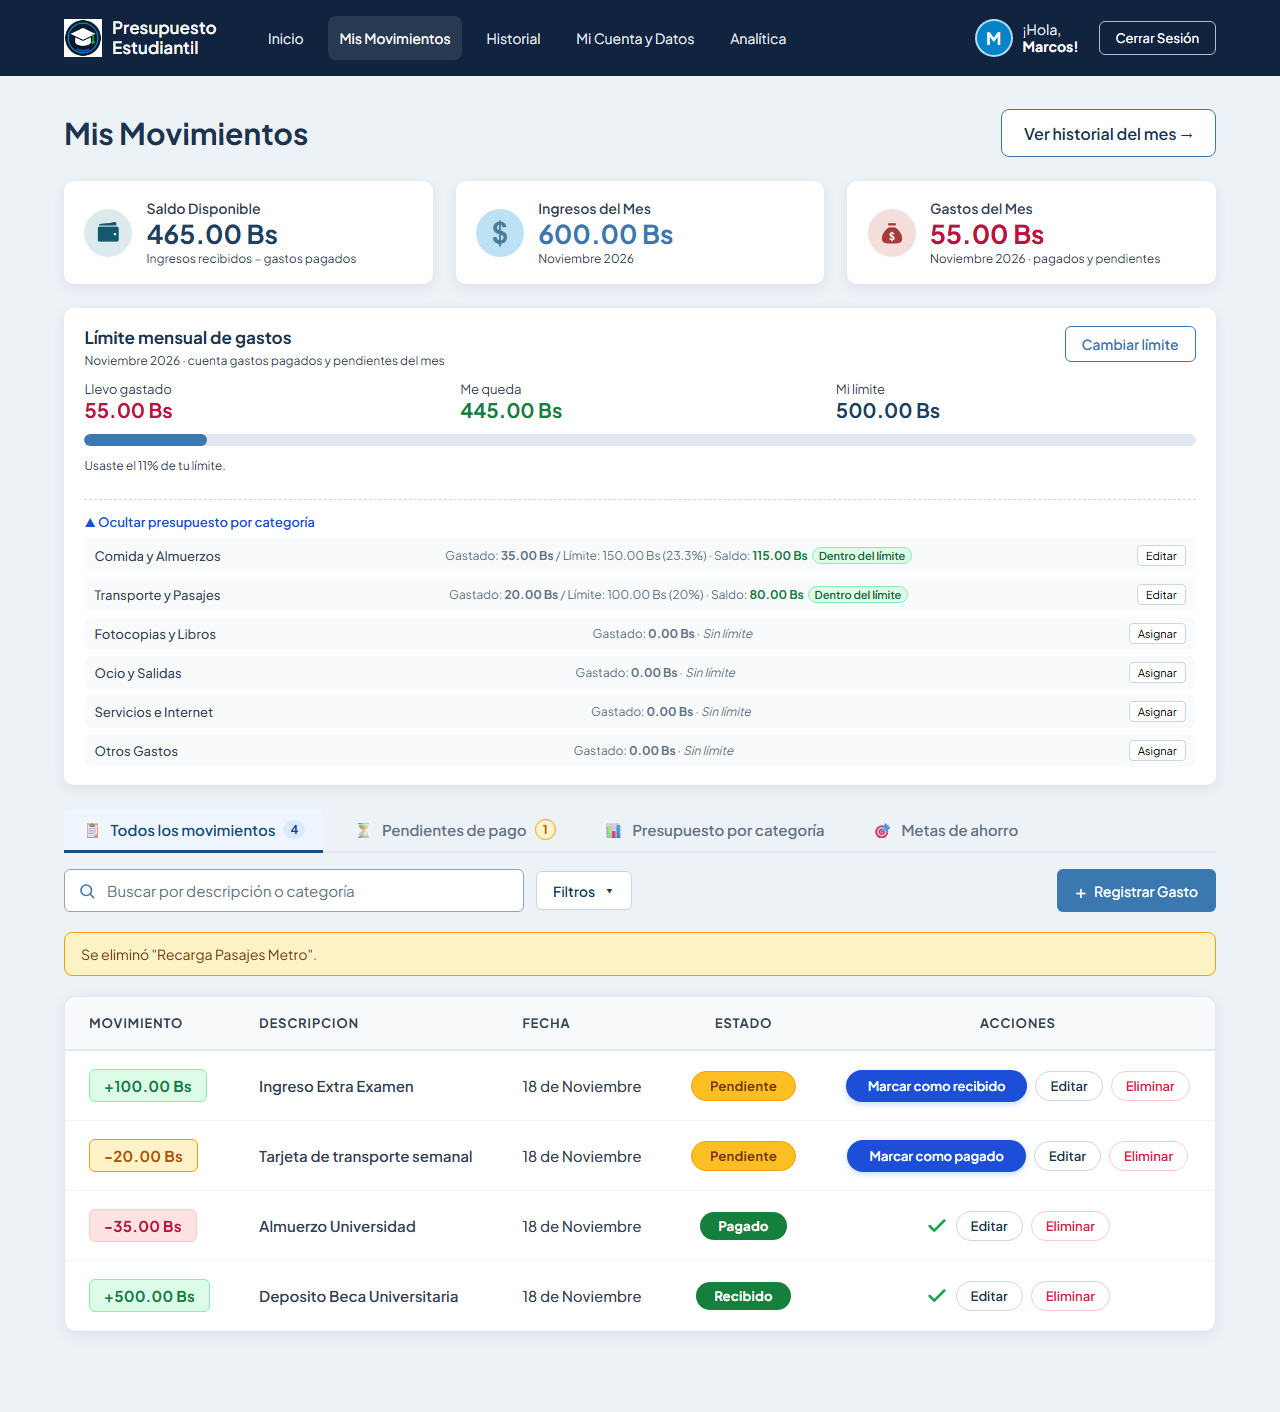 Presupuesto
Estudiantil
Inicio
Mis Movimientos
Historial
Mi Cuenta y Datos
Analítica
M
¡Hola,
Marcos!
Cerrar Sesión
Mis Movimientos
Ver historial del mes →
Saldo Disponible
465.00 Bs
Ingresos recibidos – gastos pagados
$
Ingresos del Mes
600.00 Bs
Noviembre 2026
$
Gastos del Mes
55.00 Bs
Noviembre 2026 · pagados y pendientes
Límite mensual de gastos
Noviembre 2026 · cuenta gastos pagados y pendientes del mes
Cambiar límite
Llevo gastado
55.00 Bs
Me queda
445.00 Bs
Mi límite
500.00 Bs
Usaste el 11% de tu límite.
▲ Ocultar presupuesto por categoría
Comida y Almuerzos Gastado: 35.00 Bs / Límite: 150.00 Bs (23.3%) · Saldo: 115.00 Bs Dentro del límite Editar
Transporte y Pasajes Gastado: 20.00 Bs / Límite: 100.00 Bs (20%) · Saldo: 80.00 Bs Dentro del límite Editar
Fotocopias y Libros Gastado: 0.00 Bs · Sin límite Asignar
Ocio y Salidas Gastado: 0.00 Bs · Sin límite Asignar
Servicios e Internet Gastado: 0.00 Bs · Sin límite Asignar
Otros Gastos Gastado: 0.00 Bs · Sin límite Asignar
Todos los movimientos 4
Pendientes de pago 1
Presupuesto por categoría
Metas de ahorro
Buscar por descripción o categoría
Filtros ▼
+ Registrar Gasto
Se eliminó "Recarga Pasajes Metro".
MOVIMIENTO DESCRIPCION FECHA ESTADO ACCIONES
+100.00 Bs Ingreso Extra Examen 18 de Noviembre Pendiente Marcar como recibido Editar Eliminar
-20.00 Bs Tarjeta de transporte semanal 18 de Noviembre Pendiente Marcar como pagado Editar Eliminar
-35.00 Bs Almuerzo Universidad 18 de Noviembre Pagado ✓ Editar Eliminar
+500.00 Bs Deposito Beca Universitaria 18 de Noviembre Recibido ✓ Editar Eliminar